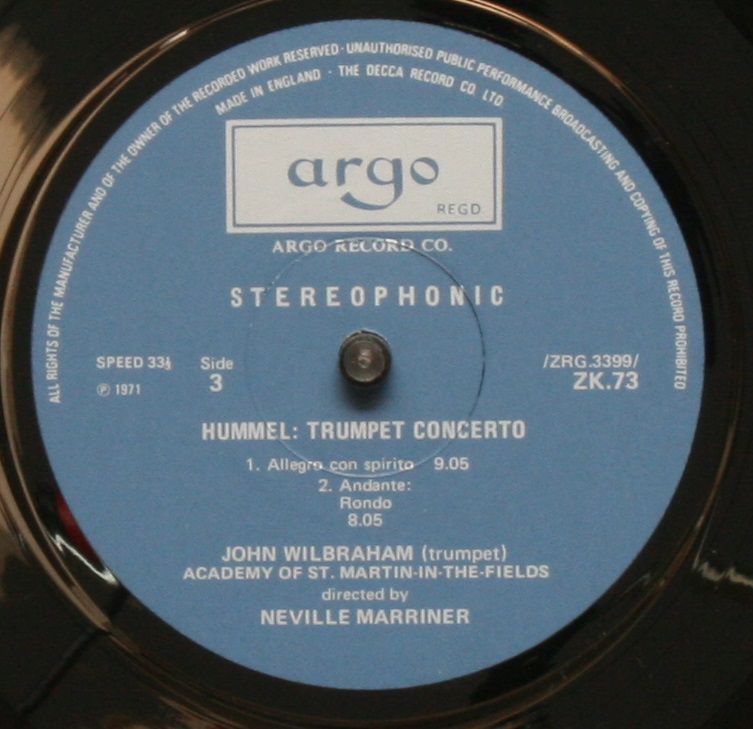 ALL RIGHTS OF THE MANUFACTURER AND OF THE OWNER OF THE RECORDED WORK RESERVED · UNAUTHORISED PUBLIC PERFORMANCE BROADCASTING AND COPYING OF THIS RECORD PROHIBITED
MADE IN ENGLAND · THE DECCA RECORD CO LTD.
argo
REGD
ARGO RECORD CO.
STEREOPHONIC
SPEED 33⅓ Side /ZRG.3399/
℗ 1971 3 ZK.73
HUMMEL: TRUMPET CONCERTO
1. Allegro con spirito 9.05
2. Andante:
Rondo
8.05
JOHN WILBRAHAM (trumpet)
ACADEMY OF ST. MARTIN-IN-THE-FIELDS
directed by
NEVILLE MARRINER